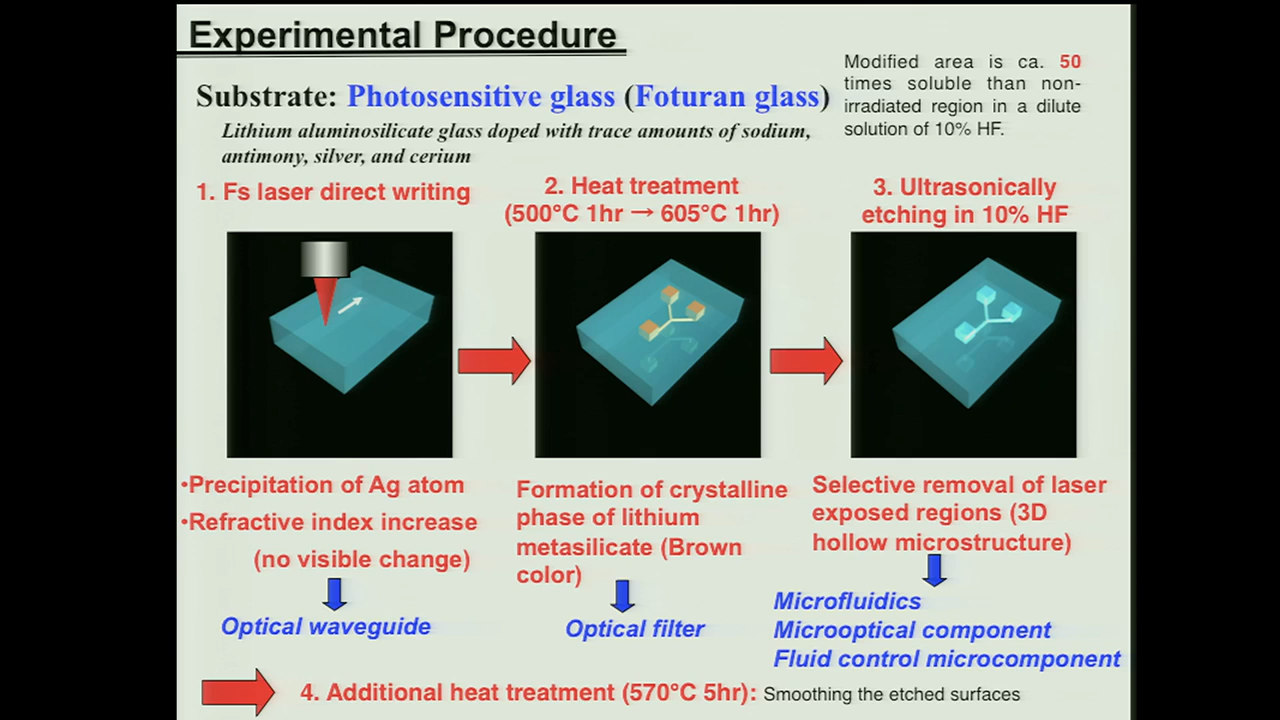 Experimental Procedure
Modified area is ca. 50
times soluble than non-
irradiated region in a dilute
solution of 10% HF.
Substrate: Photosensitive glass (Foturan glass)
Lithium aluminosilicate glass doped with trace amounts of sodium,
antimony, silver, and cerium
1. Fs laser direct writing
2. Heat treatment
(500°C 1hr → 605°C 1hr)
3. Ultrasonically
etching in 10% HF
•Precipitation of Ag atom
•Refractive index increase
(no visible change)
Optical waveguide
Formation of crystalline
phase of lithium
metasilicate (Brown
color)
Optical filter
Selective removal of laser
exposed regions (3D
hollow microstructure)
Microfluidics
Microoptical component
Fluid control microcomponent
4. Additional heat treatment (570°C 5hr): Smoothing the etched surfaces